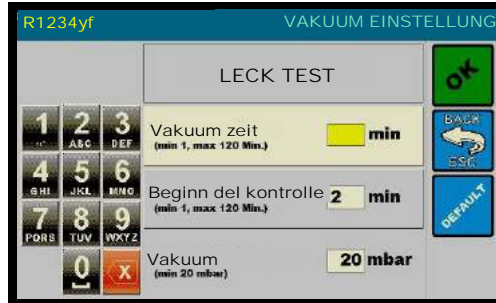 R1234yf VAKUUM EINSTELLUNG
LECK TEST
OK
1 2 3
ABC DEF
Vakuum zeit min
(min 1, max 120 Min.)
BACK
ESC
4 5 6
GHI JKL MNO
Beginn del kontrolle 2 min
(min 1, max 120 Min.)
DEFAULT
7 8 9
PQRS TUV WXYZ
0 X
Vakuum 20 mbar
(min 20 mbar)